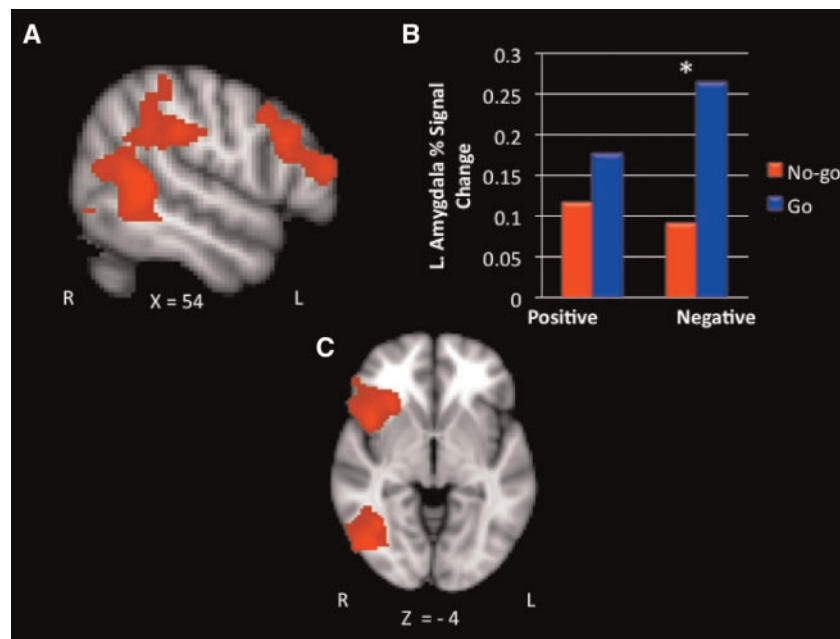 A
R
X = 54
L
B
L. Amygdala % Signal
Change
0.3
0.25
0.2
0.15
0.1
0.05
0
*
Positive
Negative
No-go
Go
C
R
Z = - 4
L